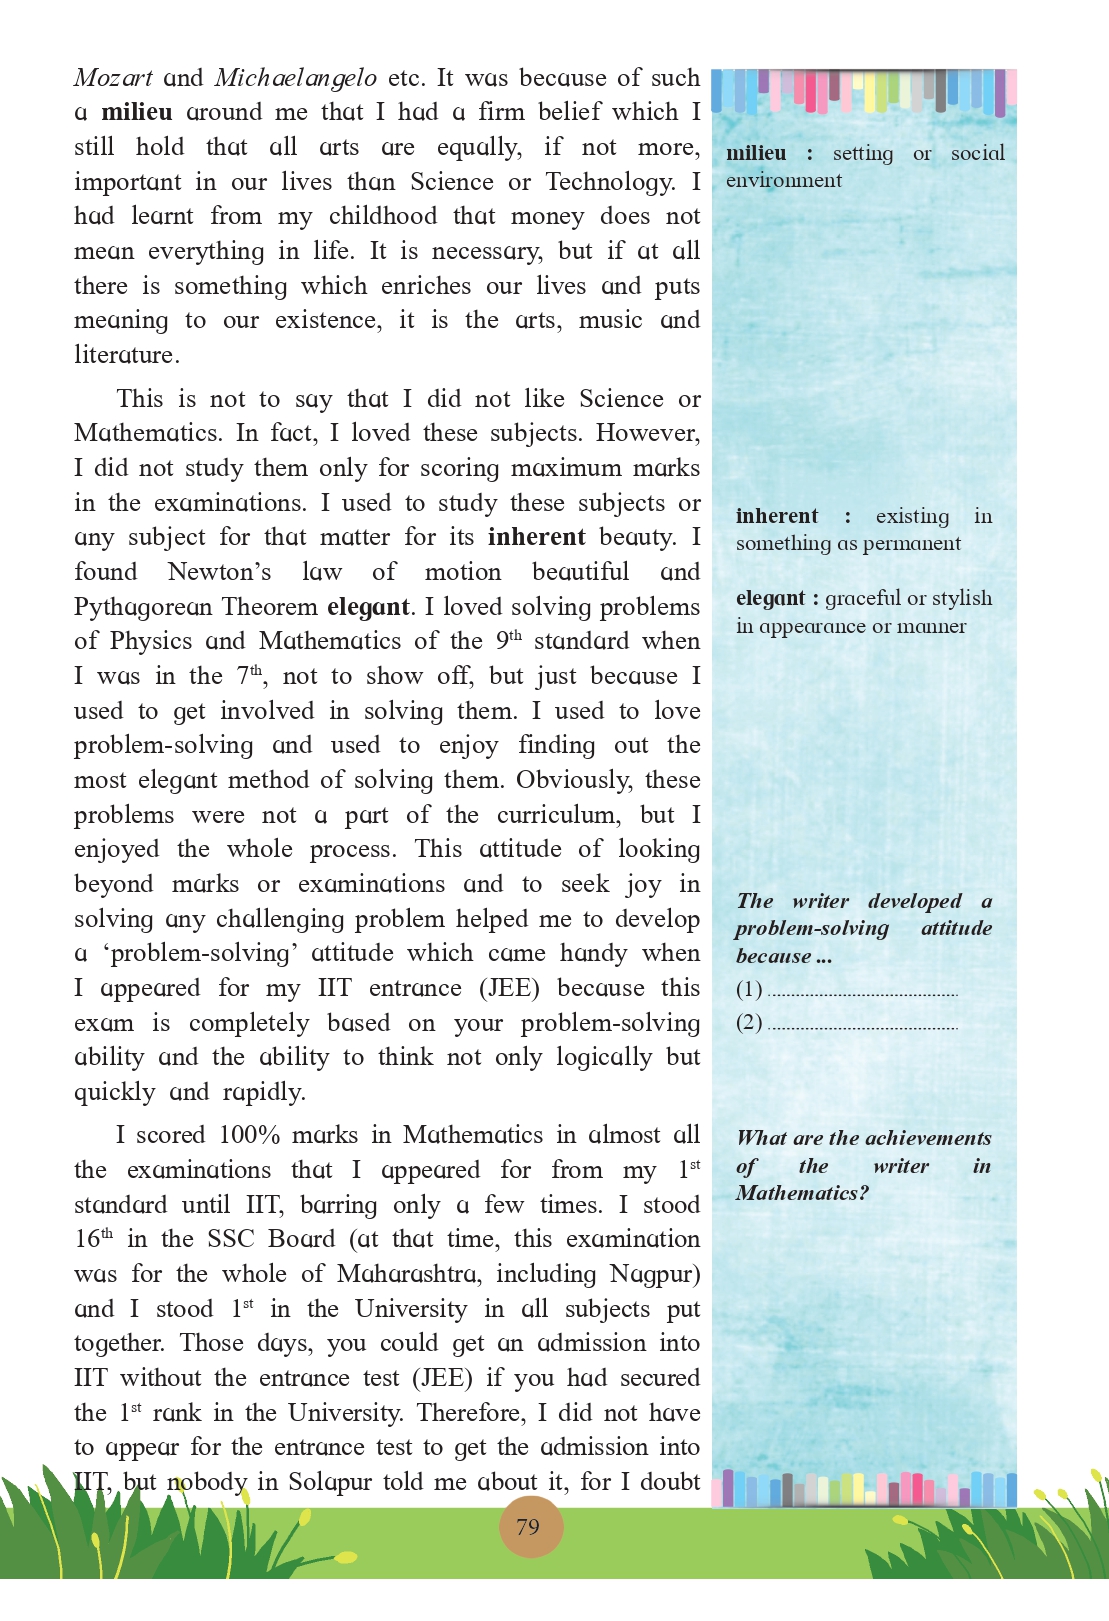 Mozart and Michaelangelo etc. It was because of such
a milieu around me that I had a firm belief which I
still hold that all arts are equally, if not more,
important in our lives than Science or Technology. I
had learnt from my childhood that money does not
mean everything in life. It is necessary, but if at all
there is something which enriches our lives and puts
meaning to our existence, it is the arts, music and
literature.
This is not to say that I did not like Science or
Mathematics. In fact, I loved these subjects. However,
I did not study them only for scoring maximum marks
in the examinations. I used to study these subjects or
any subject for that matter for its inherent beauty. I
found Newton’s law of motion beautiful and
Pythagorean Theorem elegant. I loved solving problems
of Physics and Mathematics of the 9th standard when
I was in the 7th, not to show off, but just because I
used to get involved in solving them. I used to love
problem-solving and used to enjoy finding out the
most elegant method of solving them. Obviously, these
problems were not a part of the curriculum, but I
enjoyed the whole process. This attitude of looking
beyond marks or examinations and to seek joy in
solving any challenging problem helped me to develop
a ‘problem-solving’ attitude which came handy when
I appeared for my IIT entrance (JEE) because this
exam is completely based on your problem-solving
ability and the ability to think not only logically but
quickly and rapidly.
I scored 100% marks in Mathematics in almost all
the examinations that I appeared for from my 1st
standard until IIT, barring only a few times. I stood
16th in the SSC Board (at that time, this examination
was for the whole of Maharashtra, including Nagpur)
and I stood 1st in the University in all subjects put
together. Those days, you could get an admission into
IIT without the entrance test (JEE) if you had secured
the 1st rank in the University. Therefore, I did not have
to appear for the entrance test to get the admission into
IIT, but nobody in Solapur told me about it, for I doubt
milieu : setting or social
environment
inherent : existing in
something as permanent
elegant : graceful or stylish
in appearance or manner
The writer developed a
problem-solving attitude
because ...
(1) ..........................................
(2) ..........................................
What are the achievements
of the writer in
Mathematics?
79